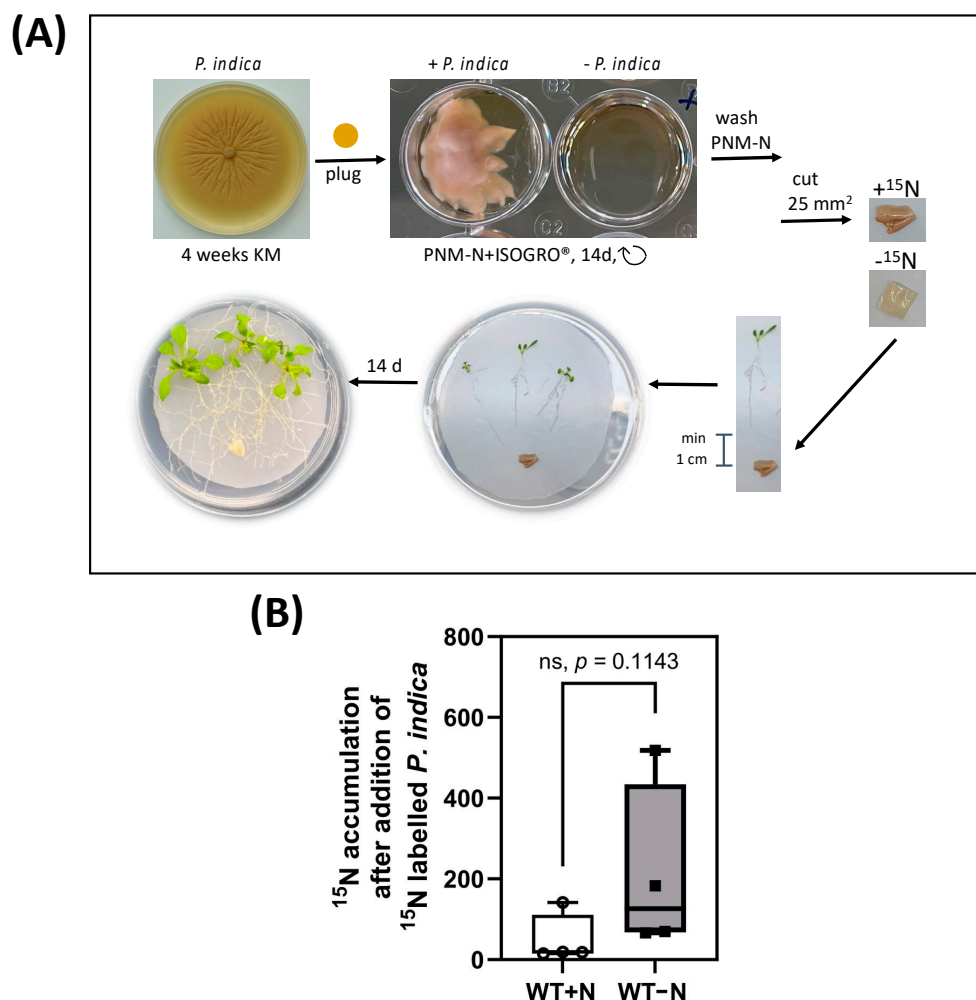 (A)
P. indica
+ P. indica
- P. indica
plug
wash
PNM-N
cut
25 mm²
+¹⁵N
-¹⁵N
B2
C2
4 weeks KM
PNM-N+ISOGRO®, 14d,
14 d
min
1 cm
(B)
¹⁵N accumulation
after addition of
¹⁵N labelled P. indica
800
600
400
200
0
ns, p = 0.1143
WT+N
WT−N